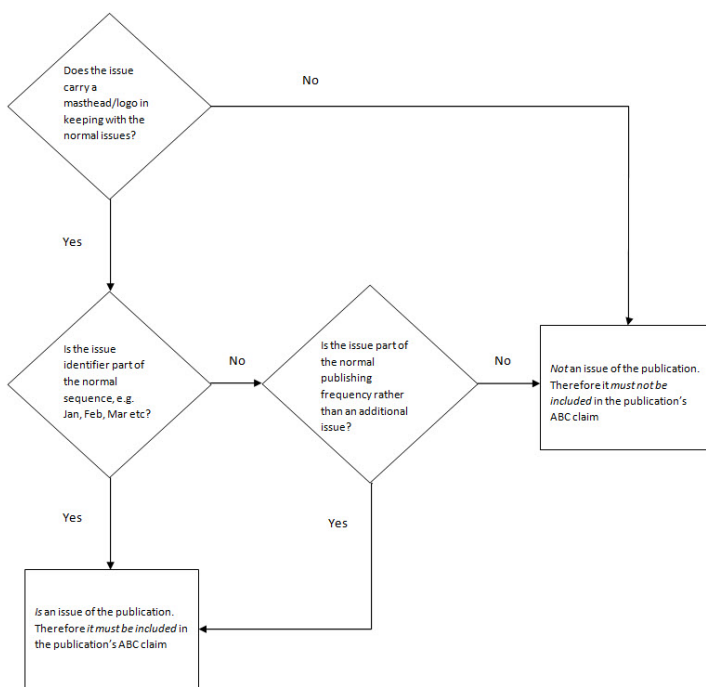 Does the issue
carry a
masthead/logo in
keeping with the
normal issues?
No
Yes
Is the issue
identifier part of
the normal
sequence, e.g.
Jan, Feb, Mar etc?
No
Is the issue part of
the normal
publishing
frequency rather
than an additional
issue?
No
Not an issue of the publication.
Therefore it must not be
included in the publication's
ABC claim
Yes
Yes
Is an issue of the publication.
Therefore it must be included in
the publication's ABC claim